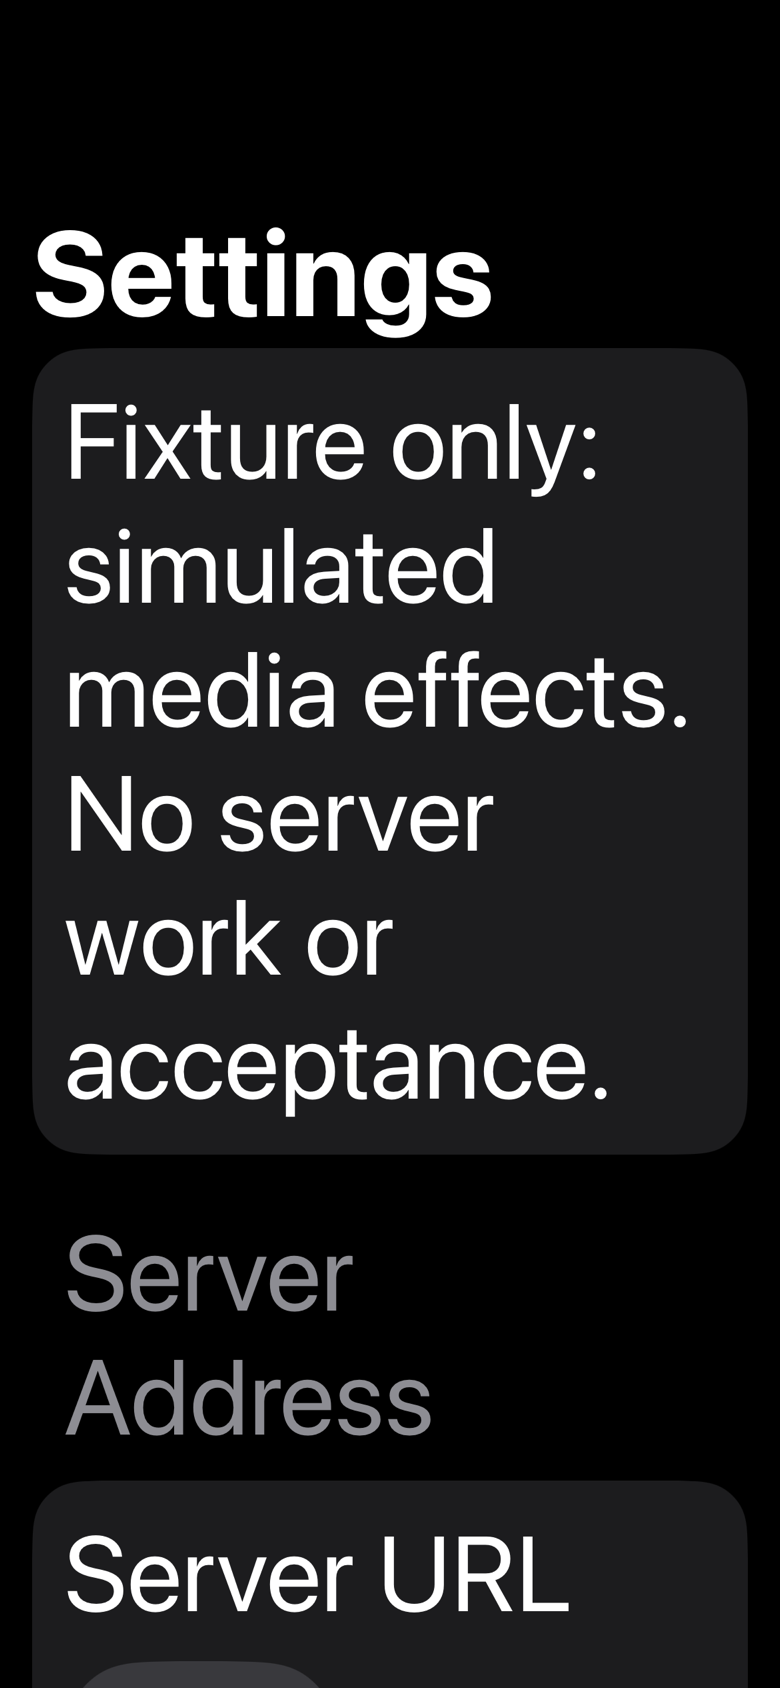 Settings
Fixture only:
simulated
media effects.
No server
work or
acceptance.
Server
Address
Server URL